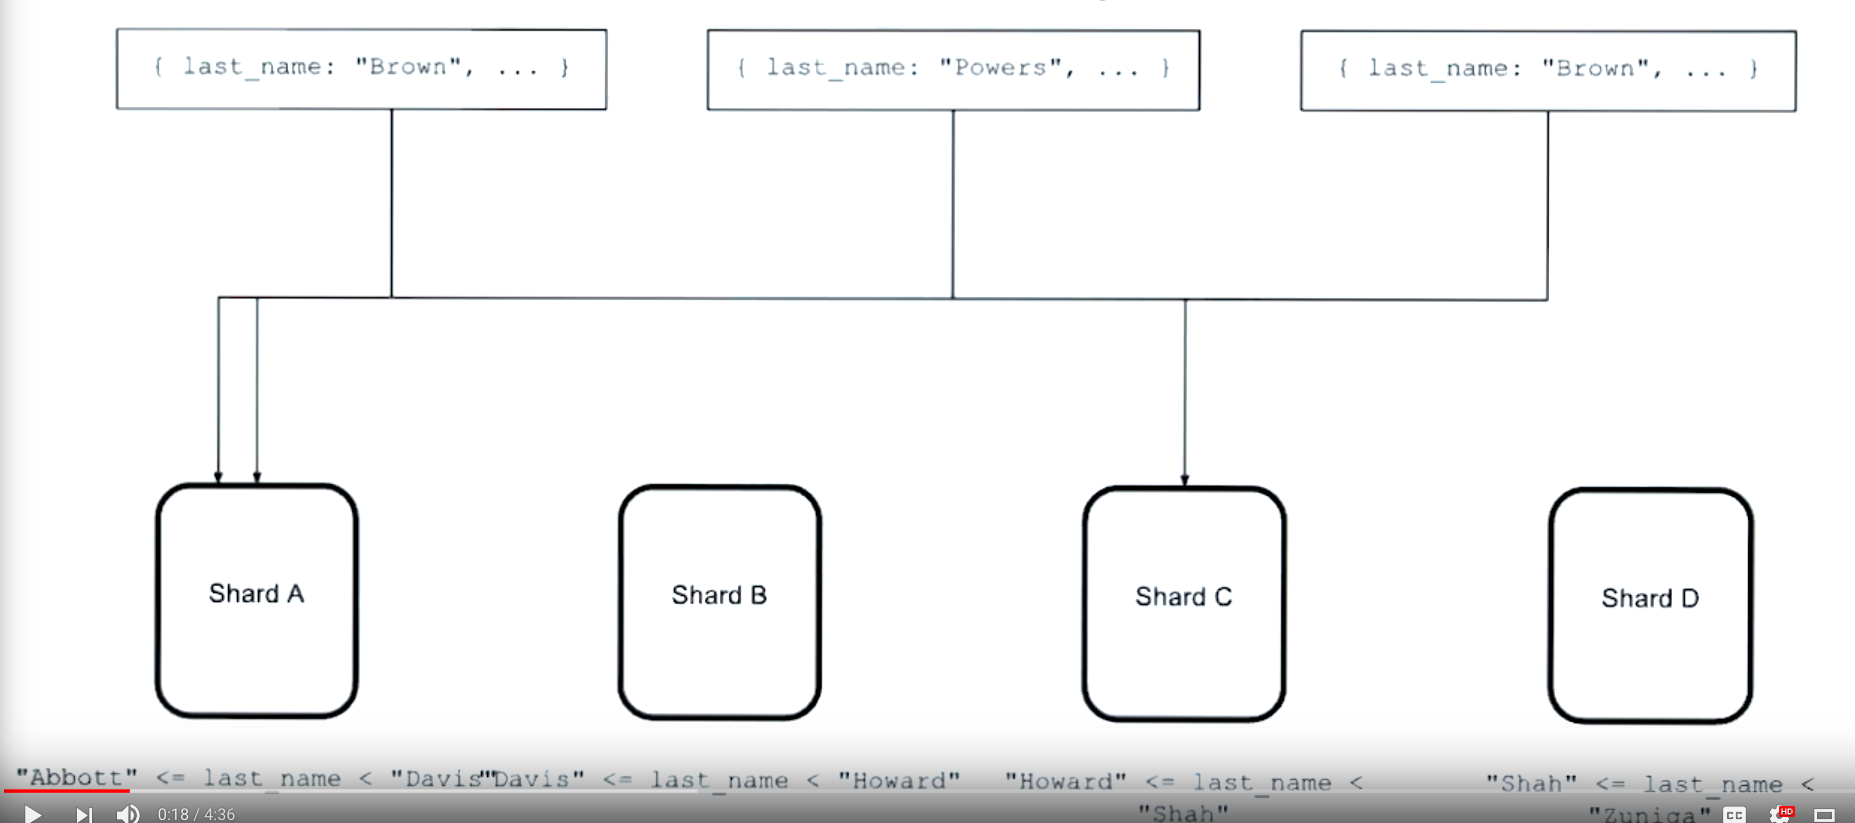 { last_name: "Brown", ... }
{ last_name: "Powers", ... }
{ last_name: "Brown", ... }
Shard A
Shard B
Shard C
Shard D
"Abbott" <= last_name < "Davis"
"Davis" <= last_name < "Howard"
"Howard" <= last_name <
"Shah"
"Shah" <= last_name <
"Zuniga"
0:18 / 4:36
CC
HD